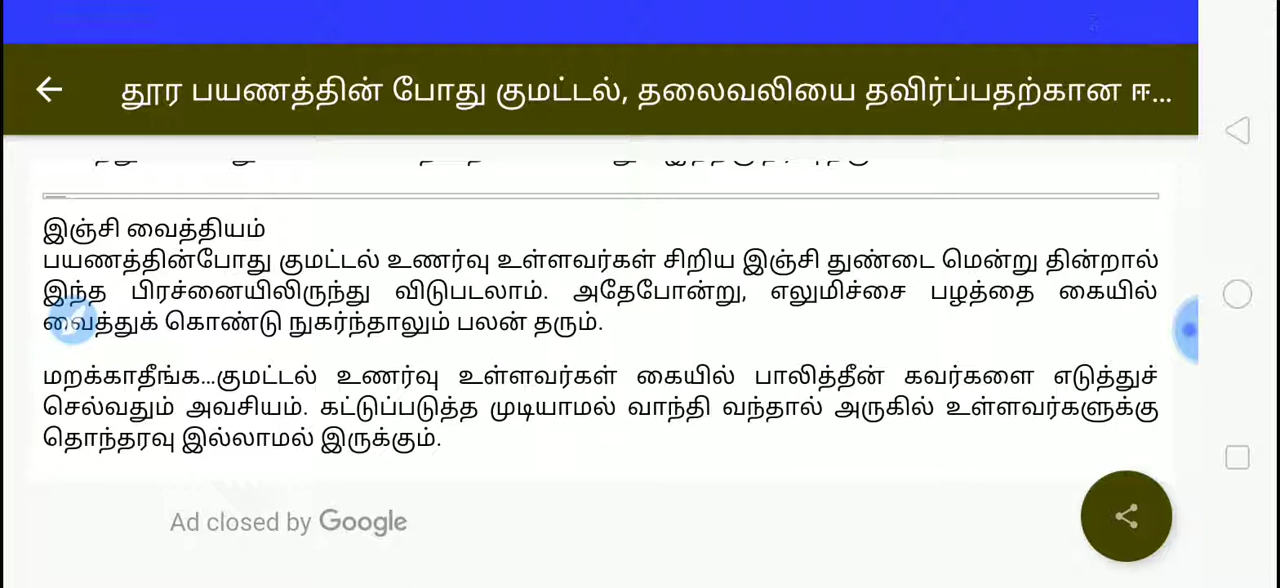 தூர பயணத்தின் போது குமட்டல், தலைவலியை தவிர்ப்பதற்கான ஈ...
இஞ்சி வைத்தியம்
பயணத்தின்போது குமட்டல் உணர்வு உள்ளவர்கள் சிறிய இஞ்சி துண்டை மென்று தின்றால்
இந்த பிரச்னையிலிருந்து விடுபடலாம். அதேபோன்று, எலுமிச்சை பழத்தை கையில்
வைத்துக் கொண்டு நுகர்ந்தாலும் பலன் தரும்.
மறக்காதீங்க...குமட்டல் உணர்வு உள்ளவர்கள் கையில் பாலித்தீன் கவர்களை எடுத்துச்
செல்வதும் அவசியம். கட்டுப்படுத்த முடியாமல் வாந்தி வந்தால் அருகில் உள்ளவர்களுக்கு
தொந்தரவு இல்லாமல் இருக்கும்.
Ad closed by Google